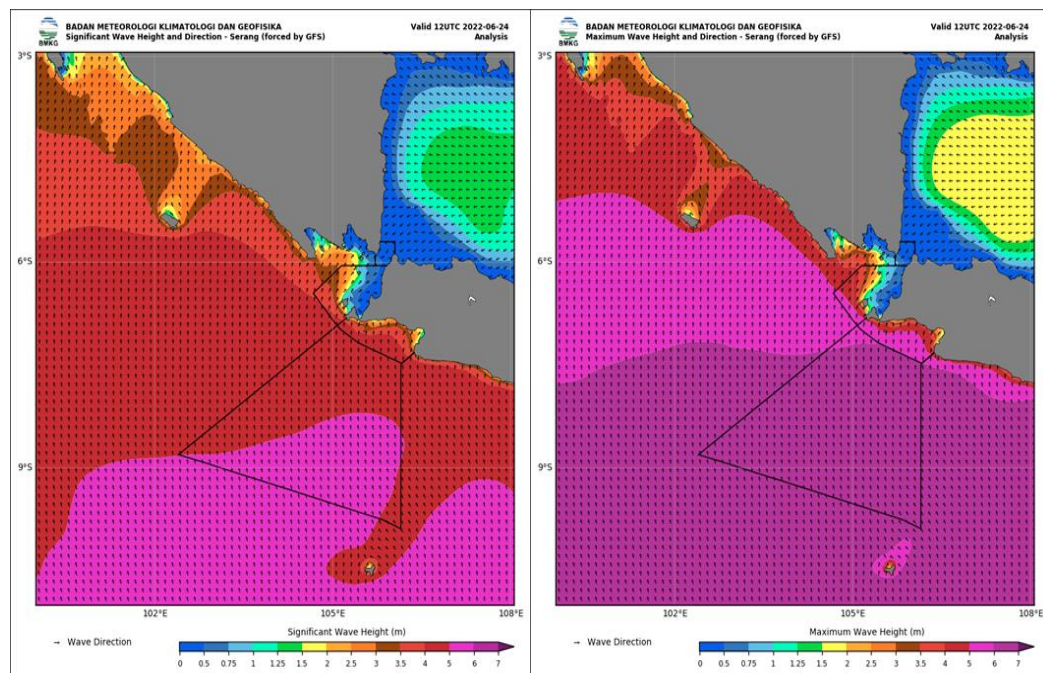 BMKG
BADAN METEOROLOGI KLIMATOLOGI DAN GEOFISIKA
Significant Wave Height and Direction - Serang (forced by GFS)
Valid 12UTC 2022-06-24
Analysis
3°S
6°S
9°S
102°E
105°E
108°E
→ Wave Direction
Significant Wave Height (m)
0 0.5 0.75 1 1.25 1.5 2 2.5 3 3.5 4 5 6 7
BMKG
BADAN METEOROLOGI KLIMATOLOGI DAN GEOFISIKA
Maximum Wave Height and Direction - Serang (forced by GFS)
Valid 12UTC 2022-06-24
Analysis
3°S
6°S
9°S
102°E
105°E
108°E
→ Wave Direction
Maximum Wave Height (m)
0 0.5 0.75 1 1.25 1.5 2 2.5 3 3.5 4 5 6 7